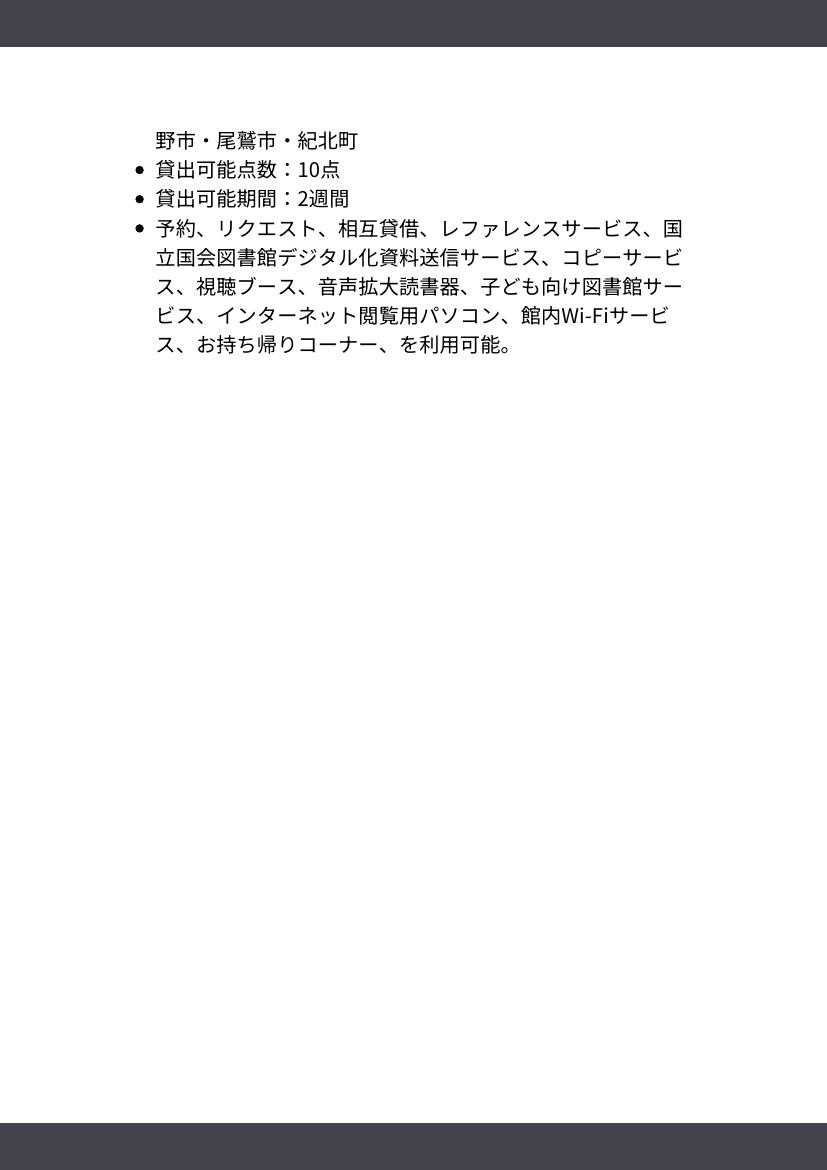 野市・尾鷲市・紀北町
• 貸出可能点数：10点
• 貸出可能期間：2週間
• 予約、リクエスト、相互貸借、レファレンスサービス、国
立国会図書館デジタル化資料送信サービス、コピーサービ
ス、視聴ブース、音声拡大読書器、子ども向け図書館サー
ビス、インターネット閲覧用パソコン、館内Wi-Fiサービ
ス、お持ち帰りコーナー、を利用可能。